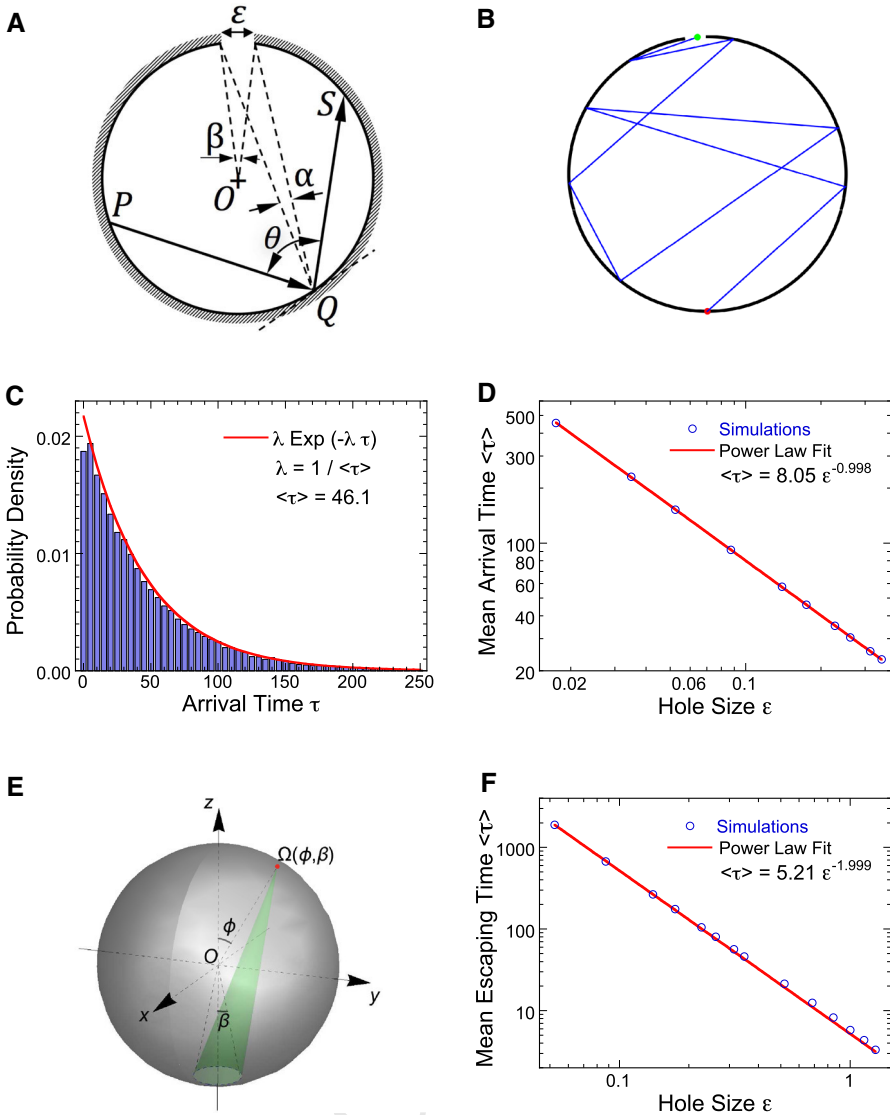 A
ε
β
α
O
+
P
S
θ
Q
B
C
0.02
0.01
0.00
Probability Density
λ Exp (-λ τ)
λ = 1 / <τ>
<τ> = 46.1
0 50 100 150 200 250
Arrival Time τ
D
500
300
100
80
60
40
20
Mean Arrival Time <τ>
Simulations
Power Law Fit
<τ> = 8.05 ε^-0.998
0.02 0.06 0.1
Hole Size ε
E
z
Ω(ϕ,β)
ϕ
O
x
y
β
F
1000
100
10
Mean Escaping Time <τ>
Simulations
Power Law Fit
<τ> = 5.21 ε^-1.999
0.1 1
Hole Size ε